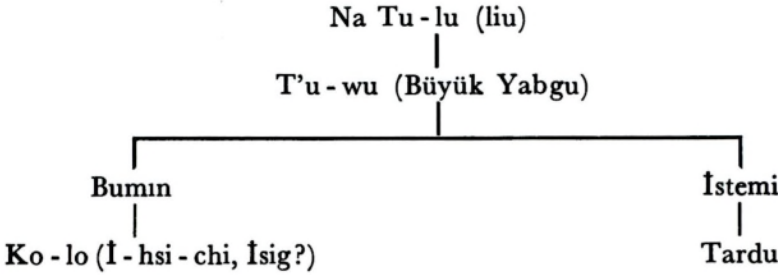 Na Tu - lu (liu)
T'u - wu (Büyük Yabgu)
Bumın İstemi
Ko - lo (İ - hsi - chi, İsig?) Tardu